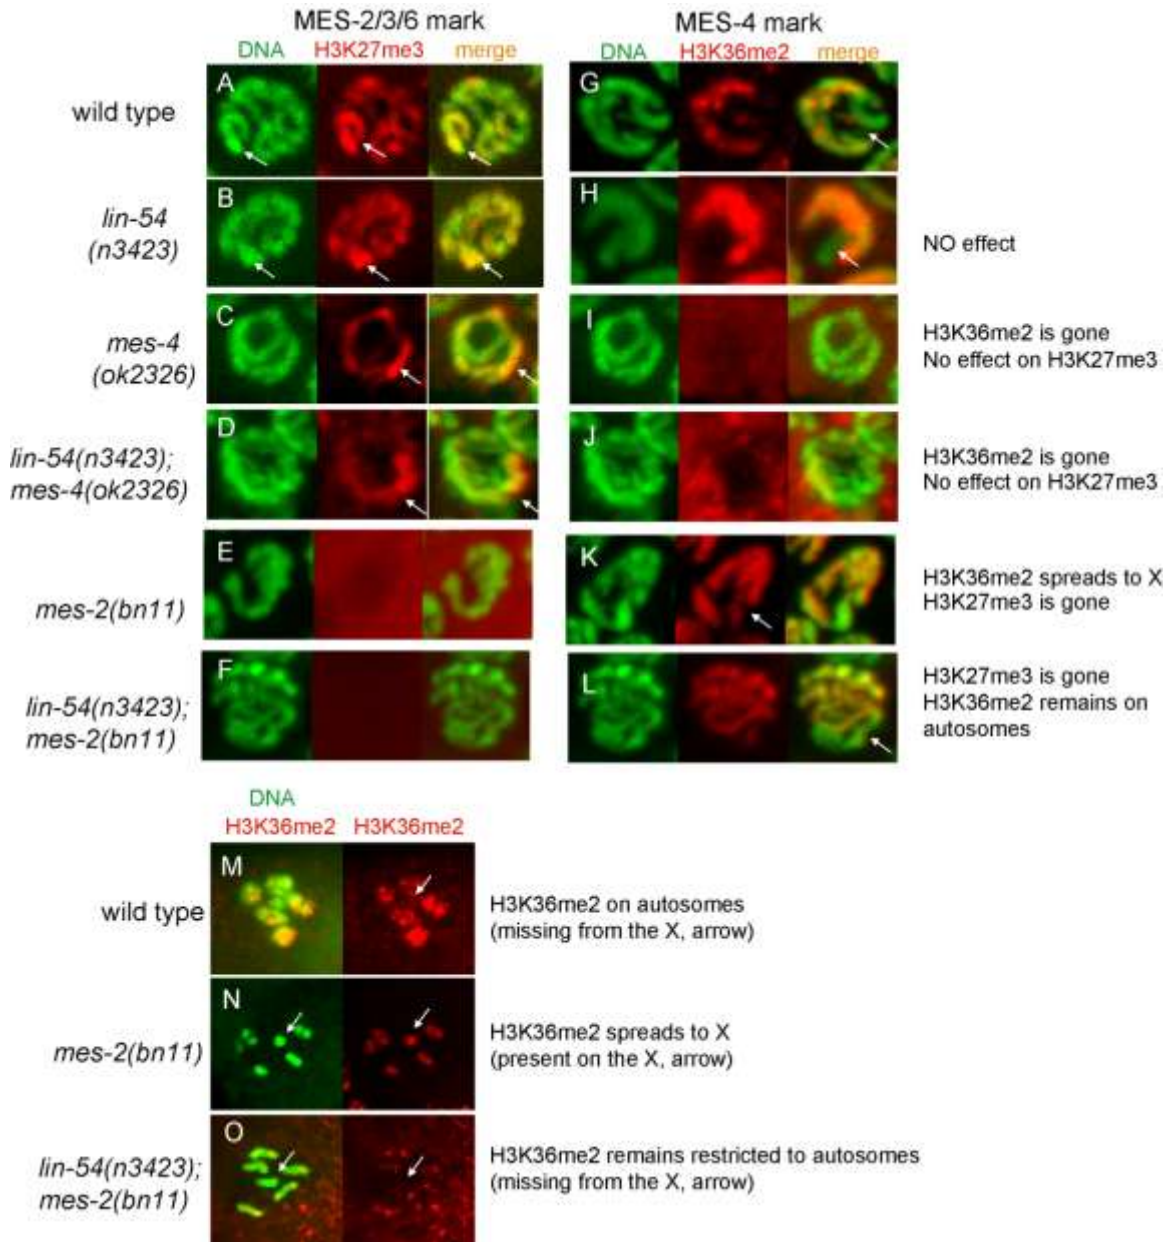 MES-2/3/6 mark
MES-4 mark
DNA H3K27me3 merge
DNA H3K36me2 merge
wild type
A
G
lin-54
(n3423)
B
H
NO effect
mes-4
(ok2326)
C
I
H3K36me2 is gone
No effect on H3K27me3
lin-54(n3423);
mes-4(ok2326)
D
J
H3K36me2 is gone
No effect on H3K27me3
mes-2(bn11)
E
K
H3K36me2 spreads to X
H3K27me3 is gone
lin-54(n3423);
mes-2(bn11)
F
L
H3K27me3 is gone
H3K36me2 remains on
autosomes
DNA
H3K36me2 H3K36me2
wild type
M
H3K36me2 on autosomes
(missing from the X, arrow)
mes-2(bn11)
N
H3K36me2 spreads to X
(present on the X, arrow)
lin-54(n3423);
mes-2(bn11)
O
H3K36me2 remains restricted to autosomes
(missing from the X, arrow)